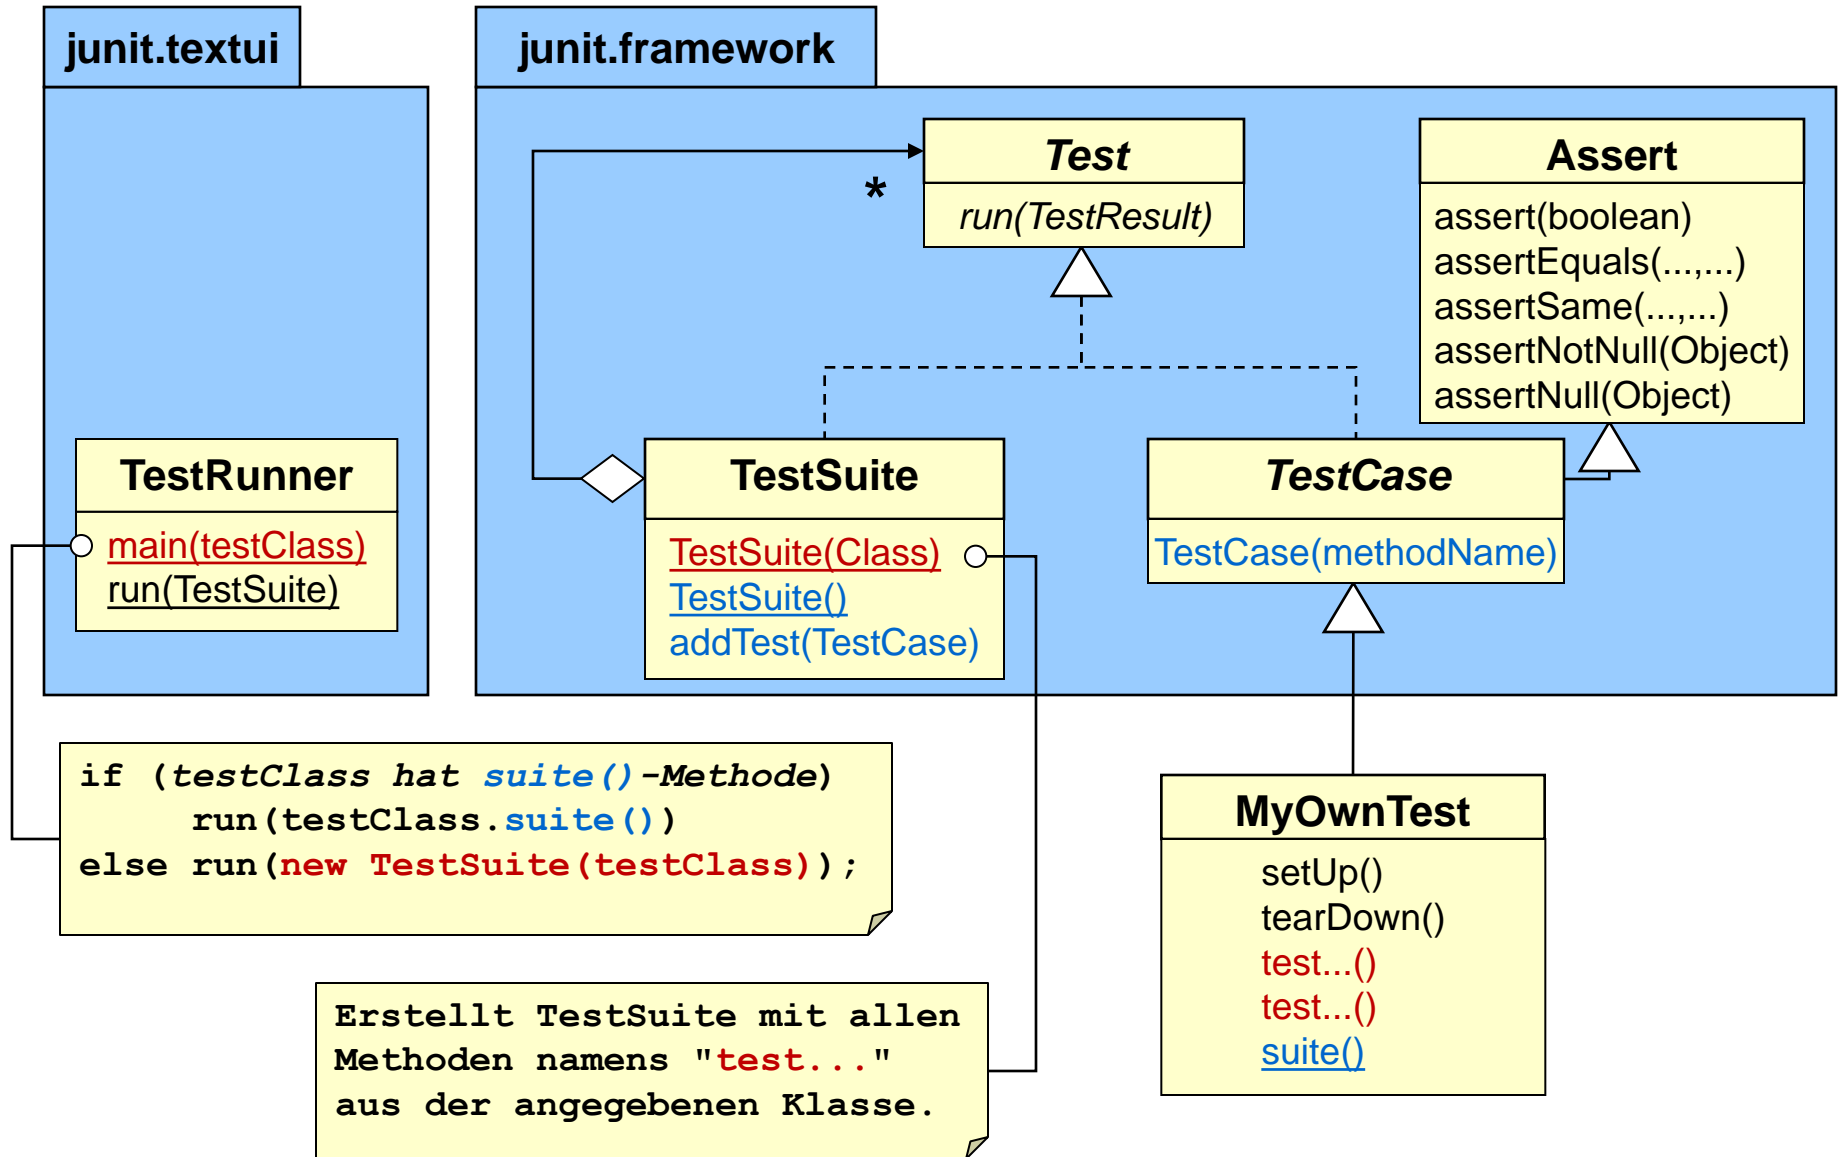 junit.textui
junit.framework
Test
run(TestResult)
*
Assert
assert(boolean)
assertEquals(...,...)
assertSame(...,...)
assertNotNull(Object)
assertNull(Object)
TestRunner
main(testClass)
run(TestSuite)
TestSuite
TestSuite(Class)
TestSuite()
addTest(TestCase)
TestCase
TestCase(methodName)
if (testClass hat suite()-Methode)
run(testClass.suite())
else run(new TestSuite(testClass));
MyOwnTest
setUp()
tearDown()
test...()
test...()
suite()
Erstellt TestSuite mit allen
Methoden namens "test..."
aus der angegebenen Klasse.